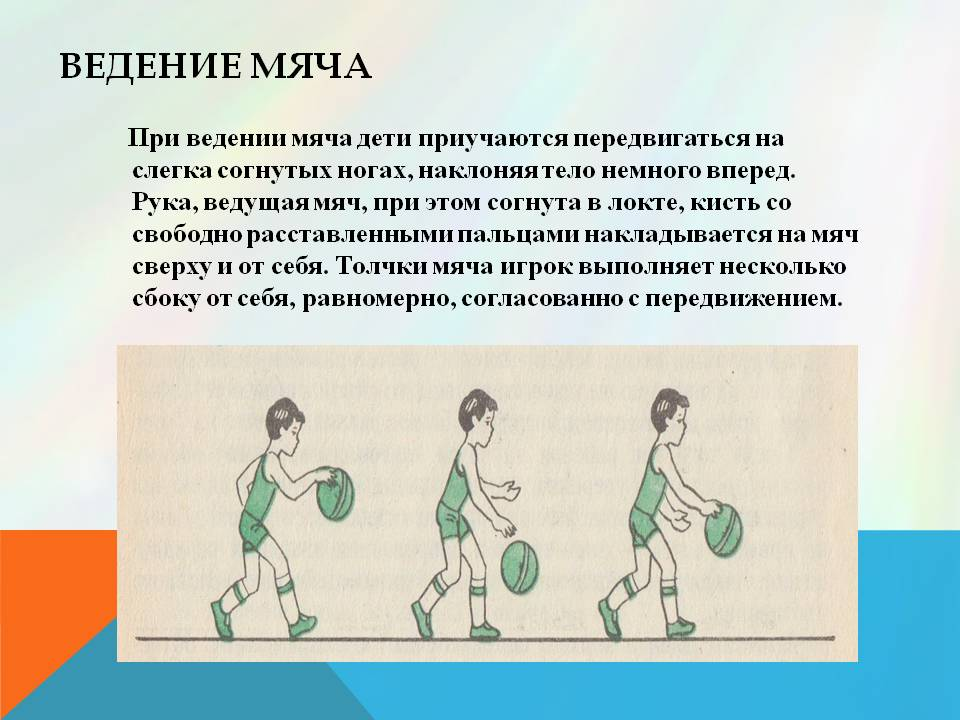 ВЕДЕНИЕ МЯЧА
При ведении мяча дети приучаются передвигаться на
слегка согнутых ногах, наклоняя тело немного вперед.
Рука, ведущая мяч, при этом согнута в локте, кисть со
свободно расставленными пальцами накладывается на мяч
сверху и от себя. Толчки мяча игрок выполняет несколько
сбоку от себя, равномерно, согласованно с передвижением.